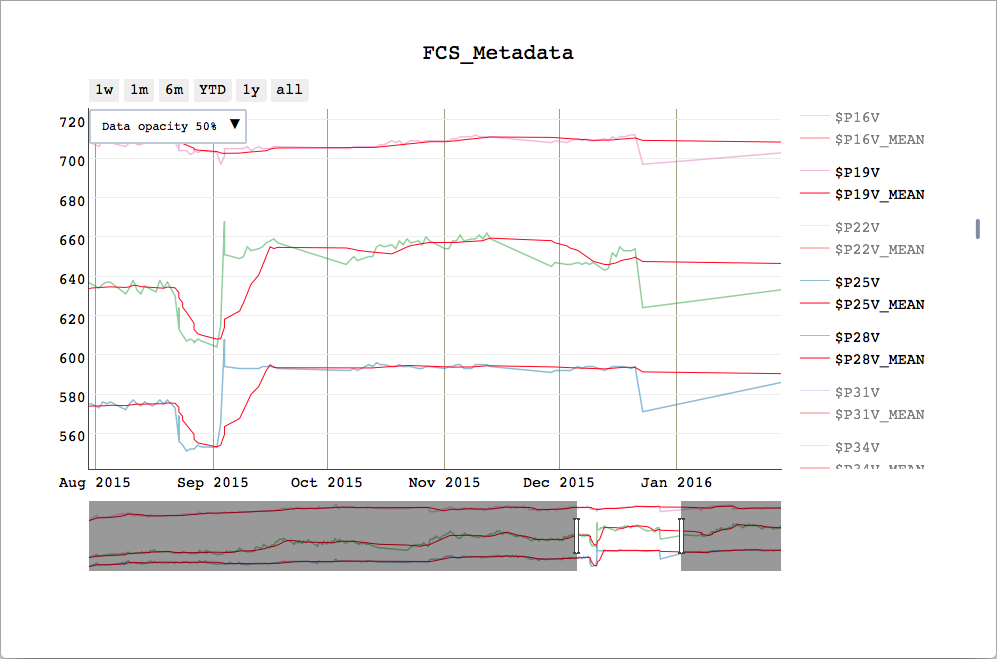 FCS_Metadata
1w 1m 6m YTD 1y all
Data opacity 50% ▼
720
700
680
660
640
620
600
580
560
Aug 2015 Sep 2015 Oct 2015 Nov 2015 Dec 2015 Jan 2016
$P16V
$P16V_MEAN
$P19V
$P19V_MEAN
$P22V
$P22V_MEAN
$P25V
$P25V_MEAN
$P28V
$P28V_MEAN
$P31V
$P31V_MEAN
$P34V
$P34V_MEAN